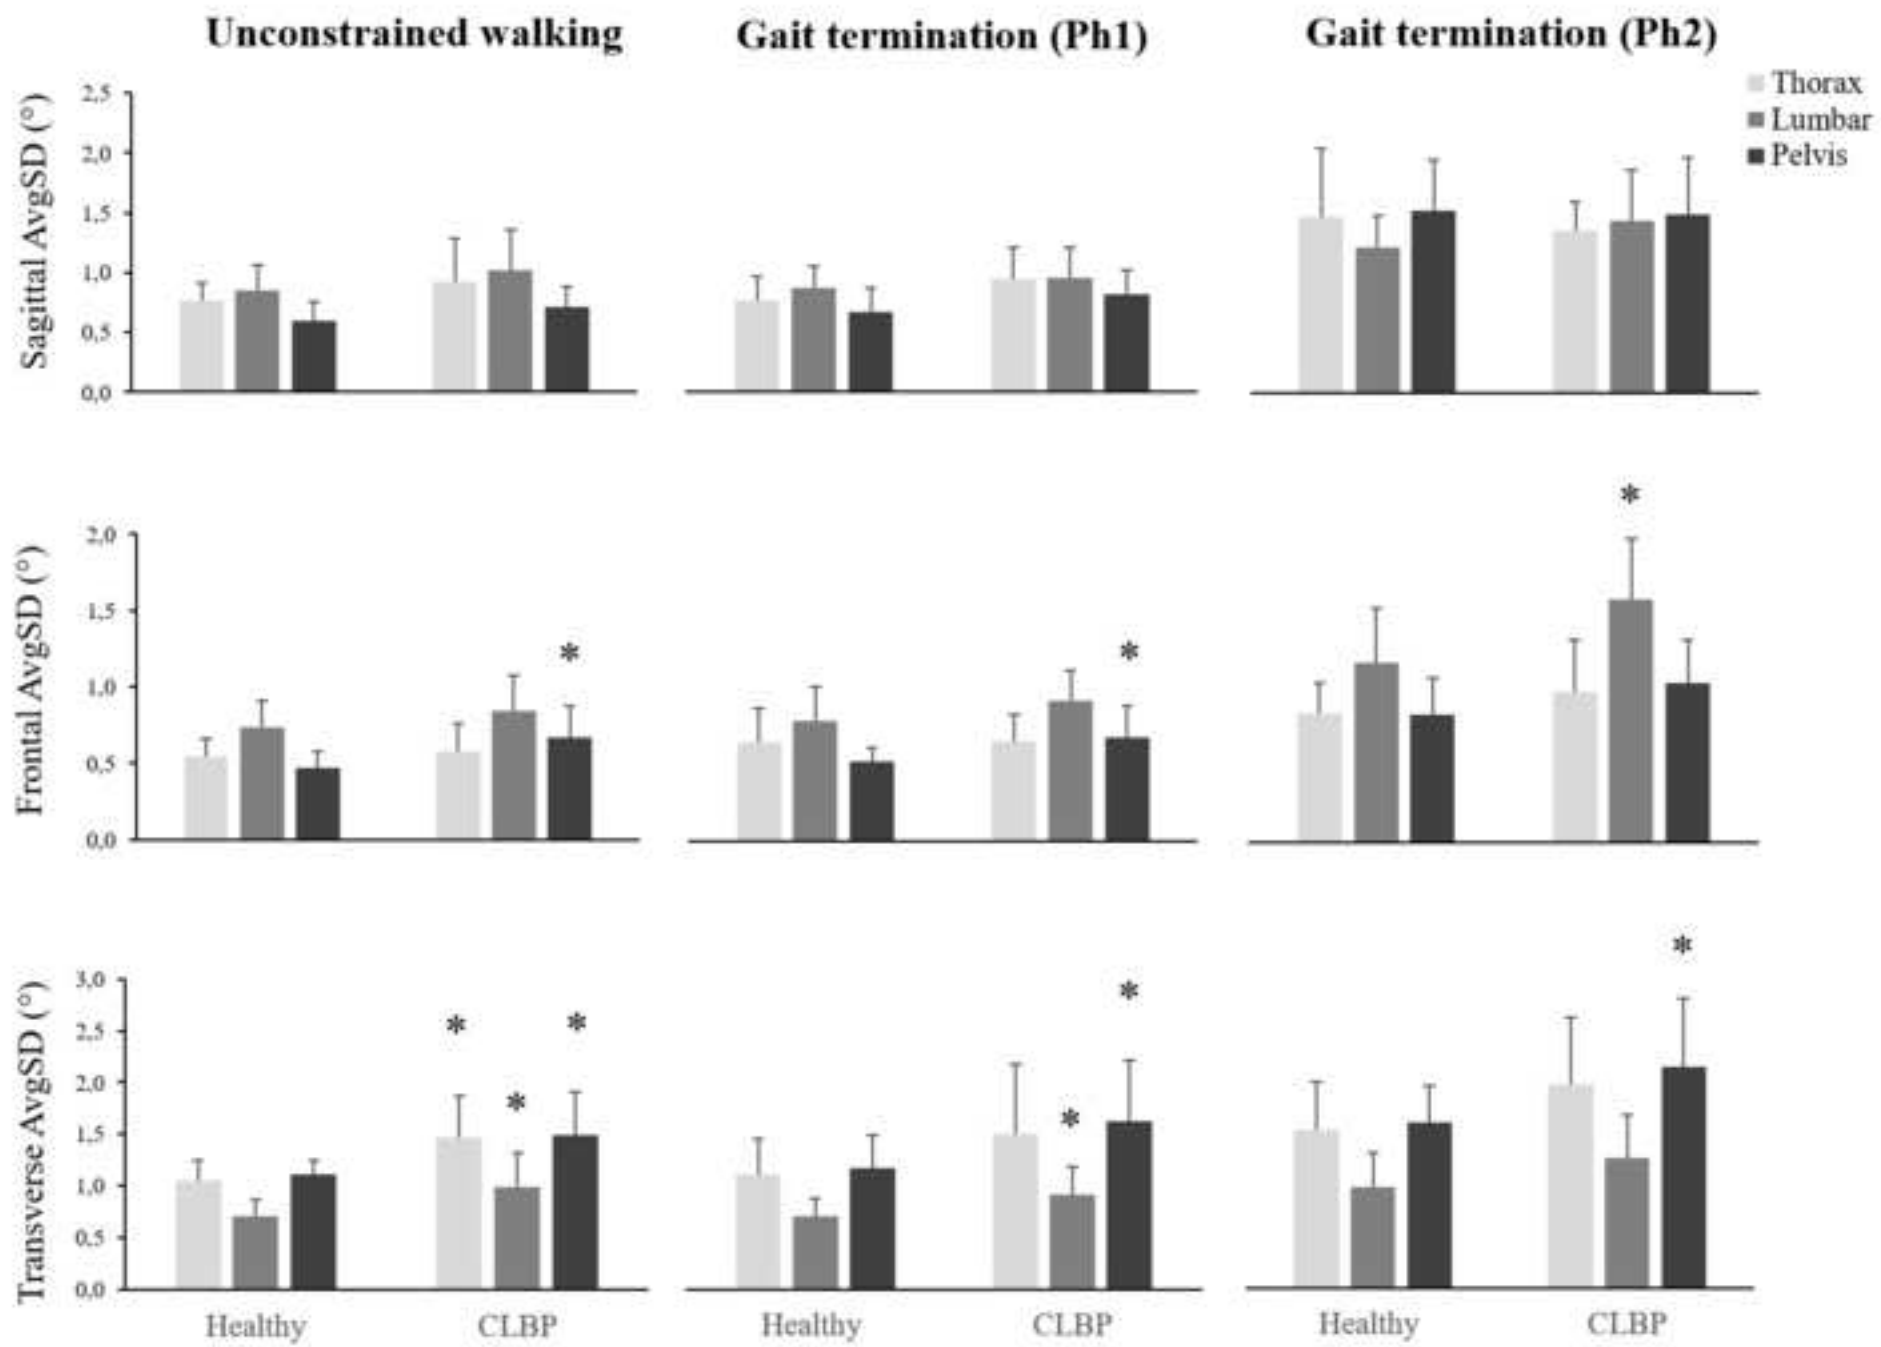 Unconstrained walking
Gait termination (Ph1)
Gait termination (Ph2)
Thorax
Lumbar
Pelvis
Sagittal AvgSD (°)
2,5
2,0
1,5
1,0
0,5
0,0
*
Frontal AvgSD (°)
2,0
1,5
1,0
0,5
0,0
*
*
*
Transverse AvgSD (°)
3,0
2,5
2,0
1,5
1,0
0,5
0,0
*
*
*
*
*
Healthy
CLBP
Healthy
CLBP
Healthy
CLBP